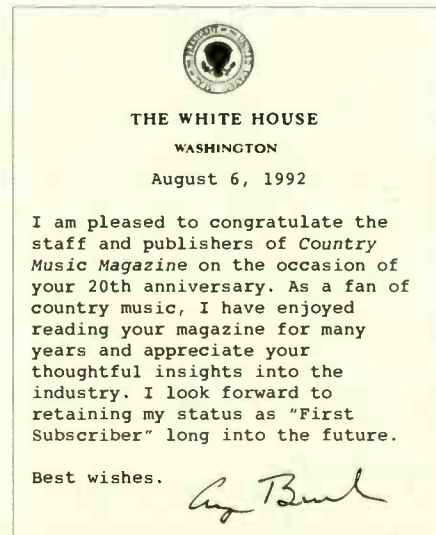 THE WHITE HOUSE
WASHINGTON
August 6, 1992
I am pleased to congratulate the
staff and publishers of Country
Music Magazine on the occasion of
your 20th anniversary. As a fan of
country music, I have enjoyed
reading your magazine for many
years and appreciate your
thoughtful insights into the
industry. I look forward to
retaining my status as "First
Subscriber" long into the future.
Best wishes.